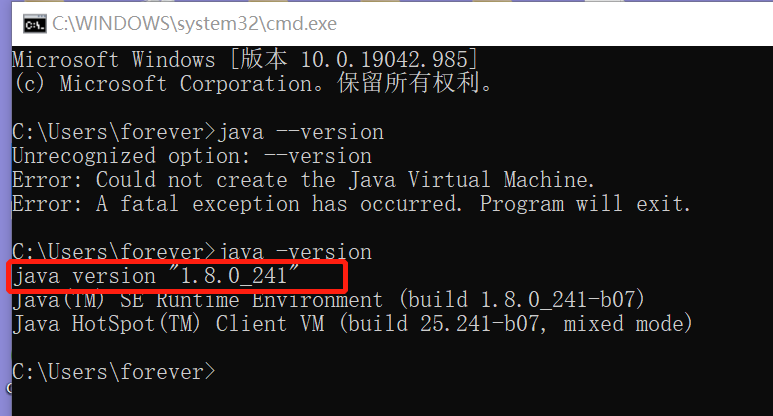 C:\WINDOWS\system32\cmd.exe
Microsoft Windows [版本 10.0.19042.985]
(c) Microsoft Corporation。保留所有权利。
C:\Users\forever>java --version
Unrecognized option: --version
Error: Could not create the Java Virtual Machine.
Error: A fatal exception has occurred. Program will exit.
C:\Users\forever>java -version
java version "1.8.0_241"
Java(TM) SE Runtime Environment (build 1.8.0_241-b07)
Java HotSpot(TM) Client VM (build 25.241-b07, mixed mode)
C:\Users\forever>